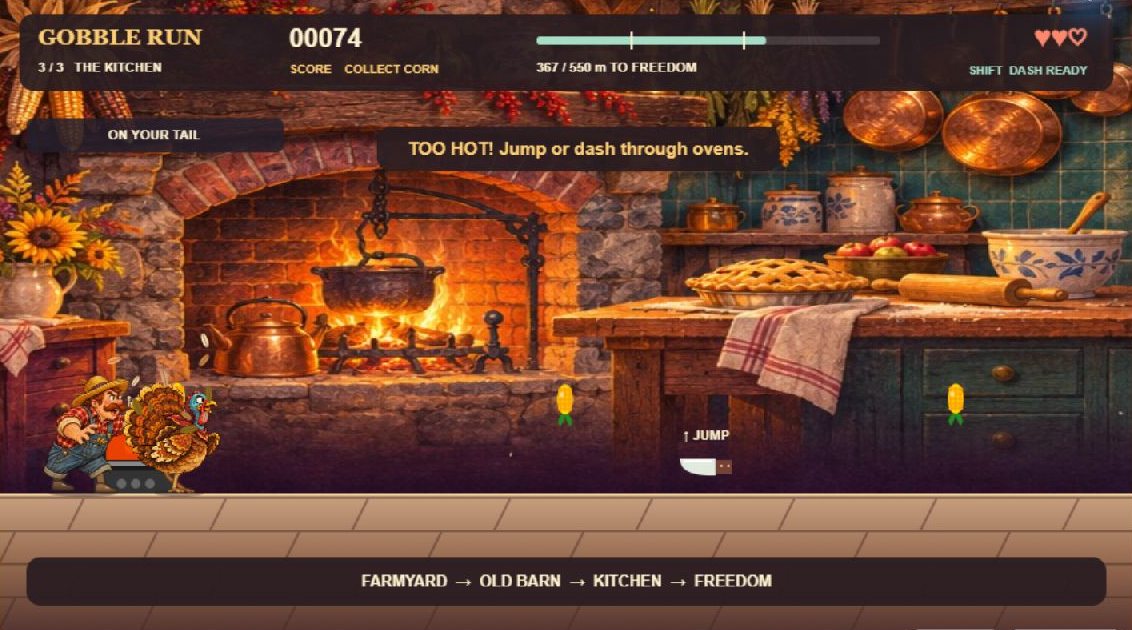 GOBBLE RUN
3 / 3 THE KITCHEN
00074
SCORE COLLECT CORN
367 / 550 m TO FREEDOM
SHIFT DASH READY
ON YOUR TAIL
TOO HOT! Jump or dash through ovens.
↑ JUMP
FARMYARD → OLD BARN → KITCHEN → FREEDOM